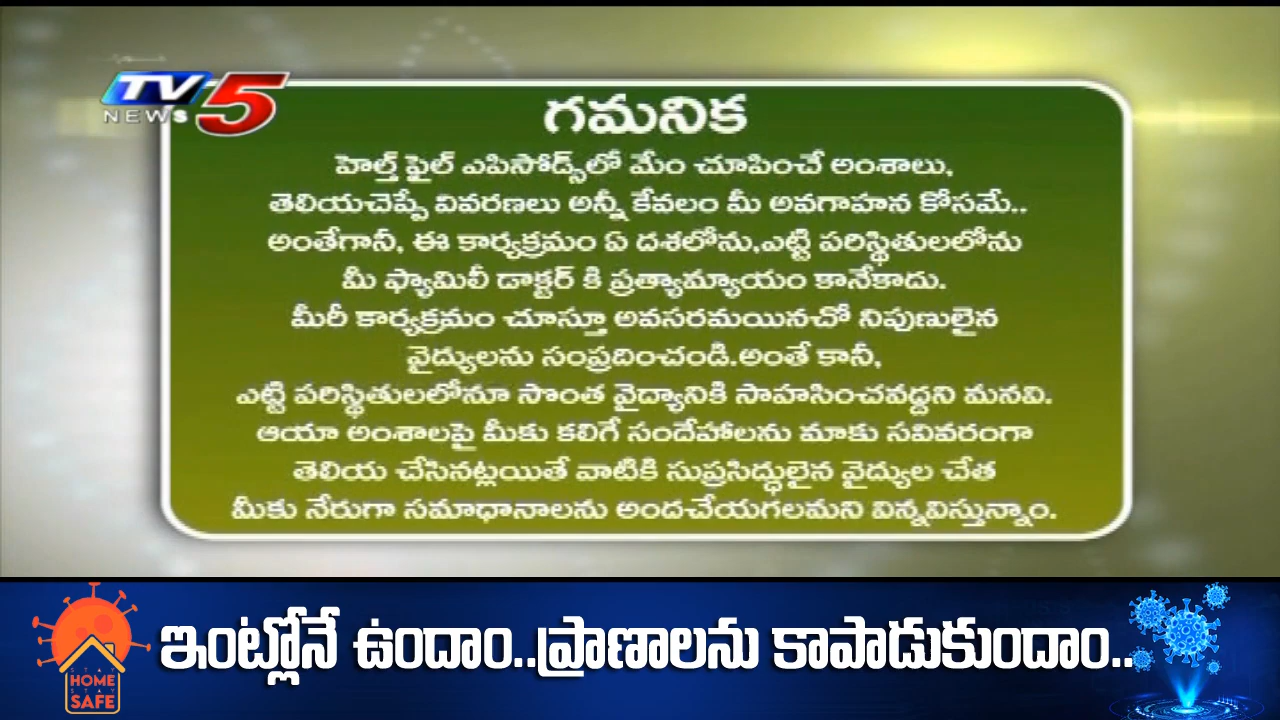 TV5
NEWS
గమనిక
హెల్త్ ఫైల్ ఎపిసోడ్స్‌లో మేం చూపించే అంశాలు,
తెలియచెప్పే వివరణలు అన్నీ కేవలం మీ అవగాహన కోసమే..
అంతేగానీ, ఈ కార్యక్రమం ఏ దశలోను,ఎట్టి పరిస్థితులలోను
మీ ఫ్యామిలీ డాక్టర్ కి ప్రత్యామ్యాయం కానేకాదు.
మీరీ కార్యక్రమం చూస్తూ అవసరమయినచో నిపుణులైన
వైద్యులను సంప్రదించండి.అంతే కానీ,
ఎట్టి పరిస్థితులలోనూ సొంత వైద్యానికి సాహసించవద్దని మనవి.
ఆయా అంశాలపై మీకు కలిగే సందేహాలను మాకు సవివరంగా
తెలియ చేసినట్లయితే వాటికి సుప్రసిద్ధులైన వైద్యుల చేత
మీకు నేరుగా సమాధానాలను అందచేయగలమని విన్నవిస్తున్నాం.
ఇంట్లోనే ఉందాం..ప్రాణాలను కాపాడుకుందాం..
STAY
HOME
STAY
SAFE